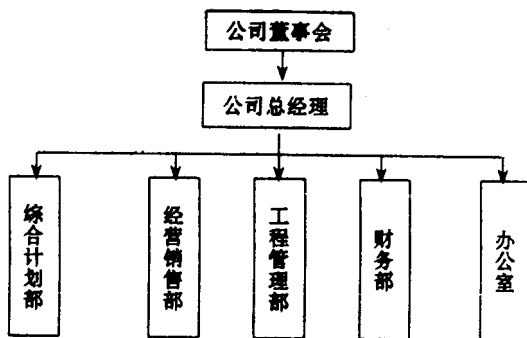 公司董事会
公司总经理
综合计划部
经营销售部
工程管理部
财务部
办公室